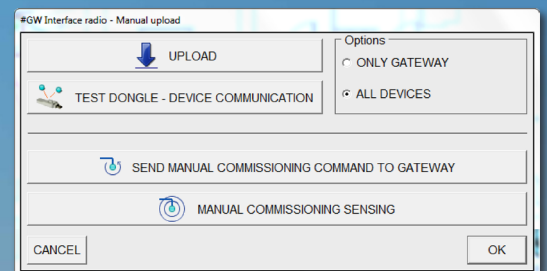 #GW Interface radio - Manual upload
UPLOAD
Options
ONLY GATEWAY
TEST DONGLE - DEVICE COMMUNICATION
ALL DEVICES
SEND MANUAL COMMISSIONING COMMAND TO GATEWAY
MANUAL COMMISSIONING SENSING
CANCEL
OK